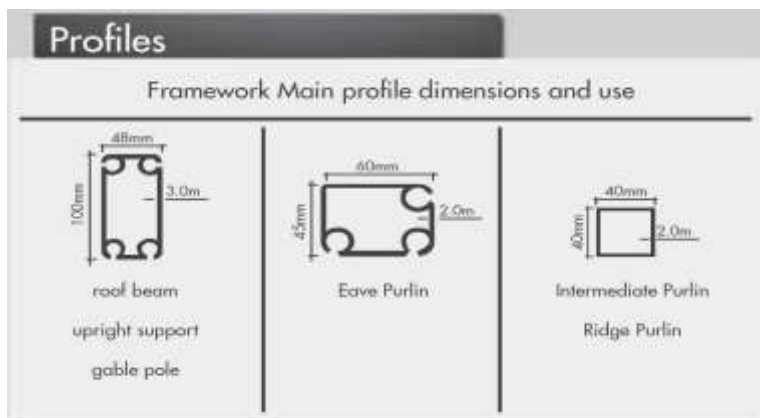 Profiles
Framework Main profile dimensions and use
48mm
100mm
3.0m
roof beam
upright support
gable pole
60mm
45mm
2.0m
Eave Purlin
40mm
40mm
2.0m
Intermediate Purlin
Ridge Purlin